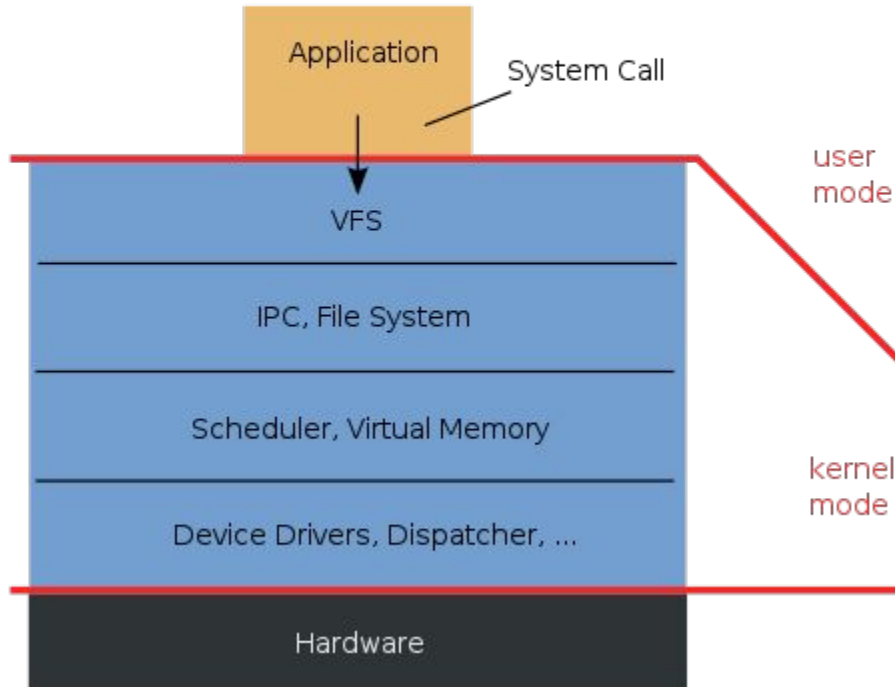 Application
System Call
user
mode
VFS
IPC, File System
Scheduler, Virtual Memory
kernel
mode
Device Drivers, Dispatcher, ...
Hardware